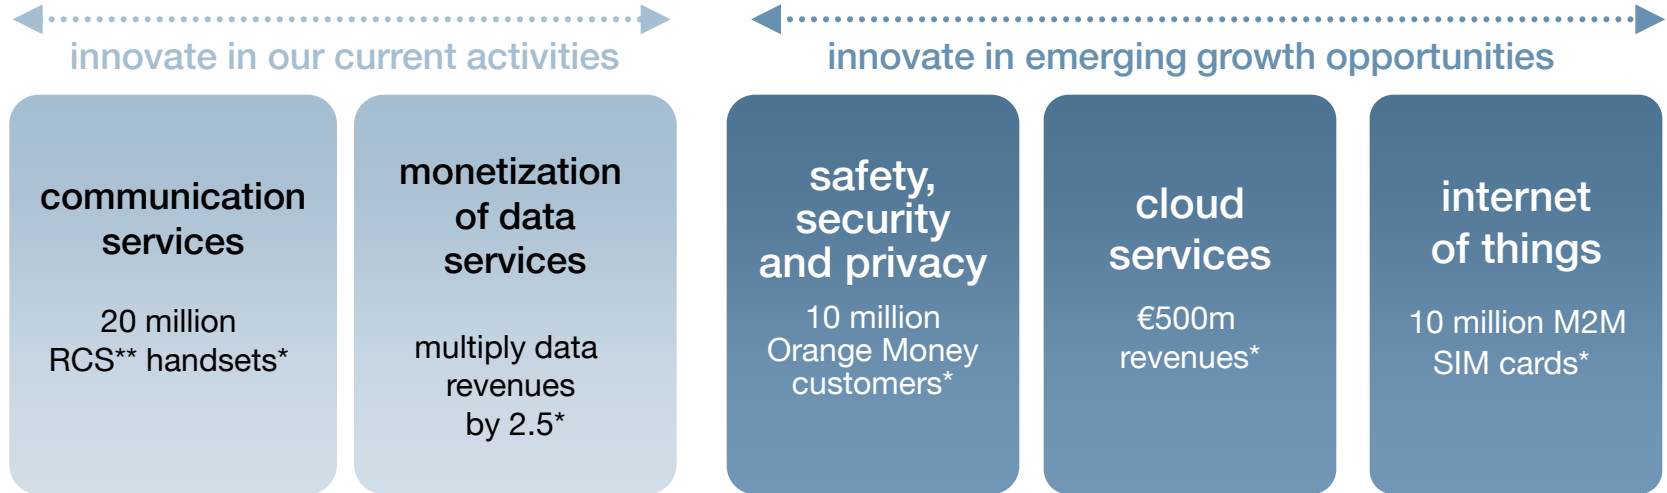 innovate in our current activities
innovate in emerging growth opportunities
communication
services
20 million
RCS** handsets*
monetization
of data
services
multiply data
revenues
by 2.5*
safety,
security
and privacy
10 million
Orange Money
customers*
cloud
services
€500m
revenues*
internet
of things
10 million M2M
SIM cards*